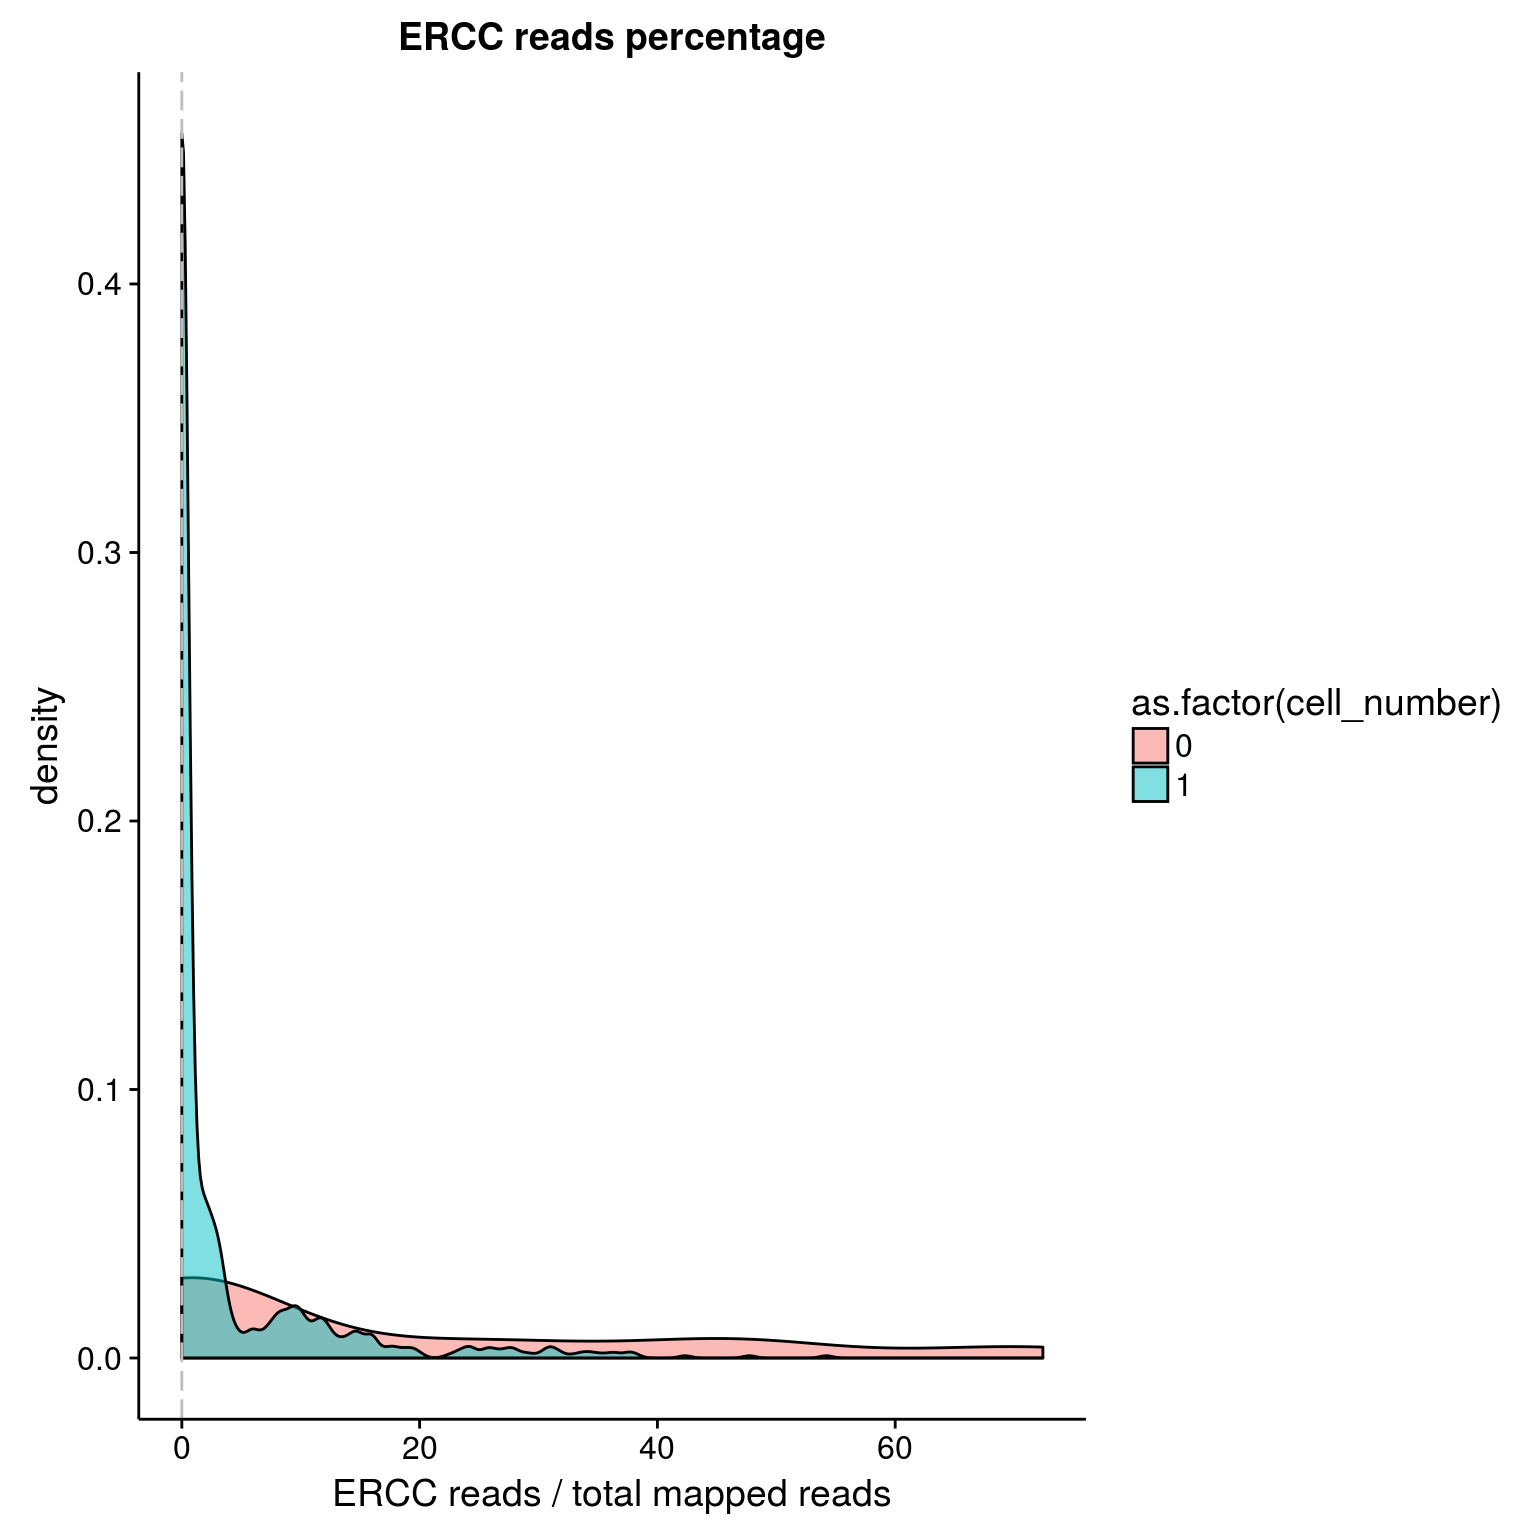 ERCC reads percentage
density
0.4
0.3
0.2
0.1
0.0
0 20 40 60
ERCC reads / total mapped reads
as.factor(cell_number)
0
1